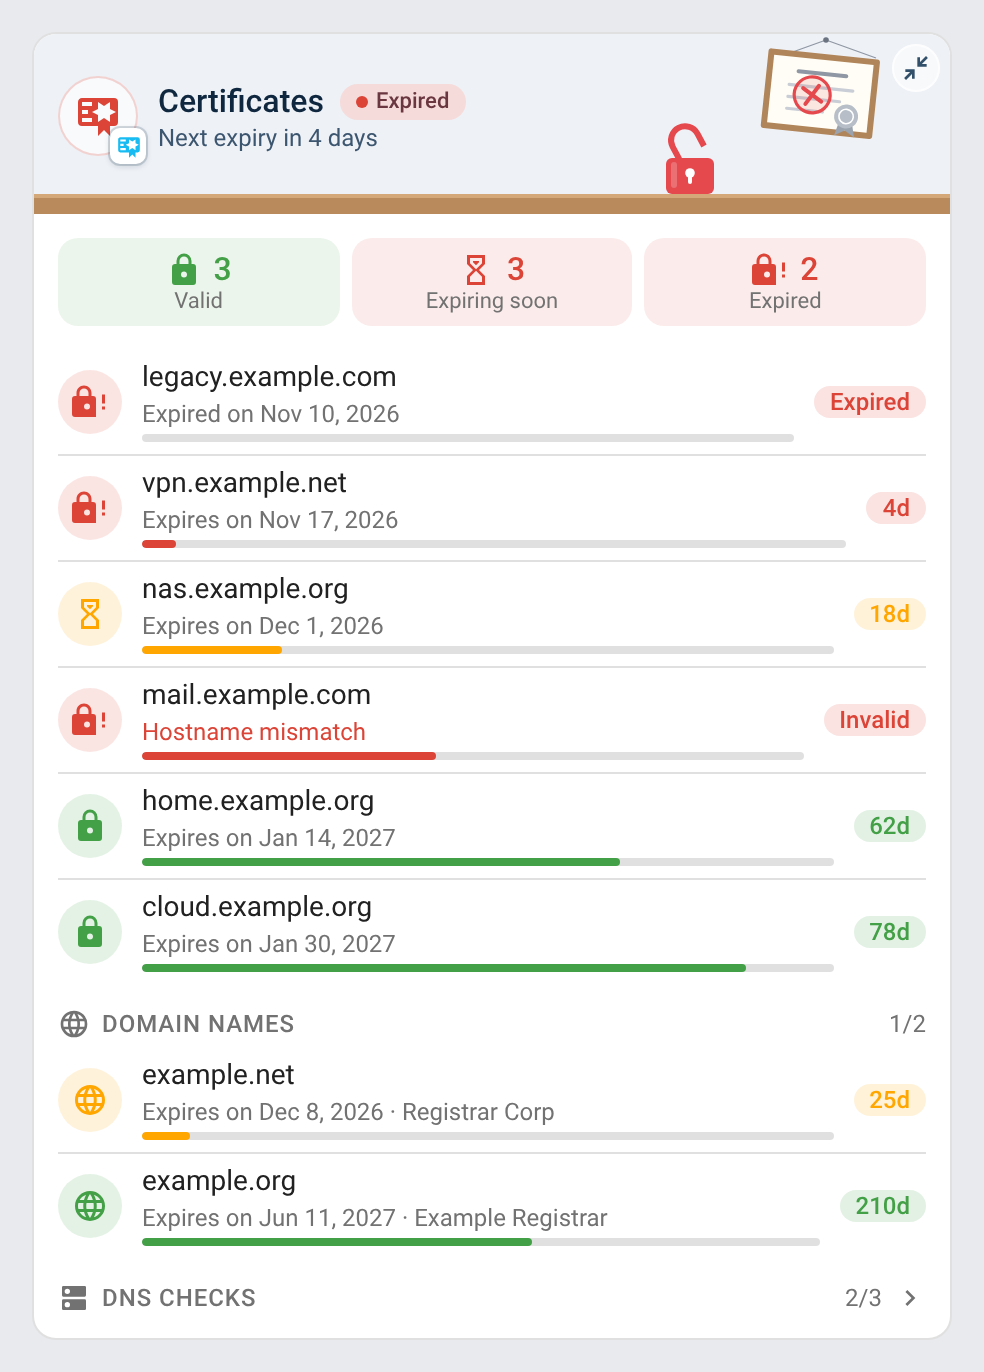 Certificates
Expired
Next expiry in 4 days
3
Valid
3
Expiring soon
2
Expired
legacy.example.com
Expired on Nov 10, 2026
Expired
vpn.example.net
Expires on Nov 17, 2026
4d
nas.example.org
Expires on Dec 1, 2026
18d
mail.example.com
Hostname mismatch
Invalid
home.example.org
Expires on Jan 14, 2027
62d
cloud.example.org
Expires on Jan 30, 2027
78d
DOMAIN NAMES
1/2
example.net
Expires on Dec 8, 2026 · Registrar Corp
25d
example.org
Expires on Jun 11, 2027 · Example Registrar
210d
DNS CHECKS
2/3